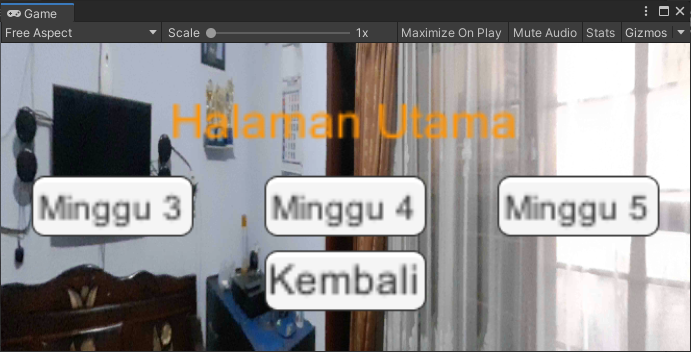 Game
Free Aspect Scale 1x Maximize On Play Mute Audio Stats Gizmos
Halaman Utama
Minggu 3 Minggu 4 Minggu 5
Kembali